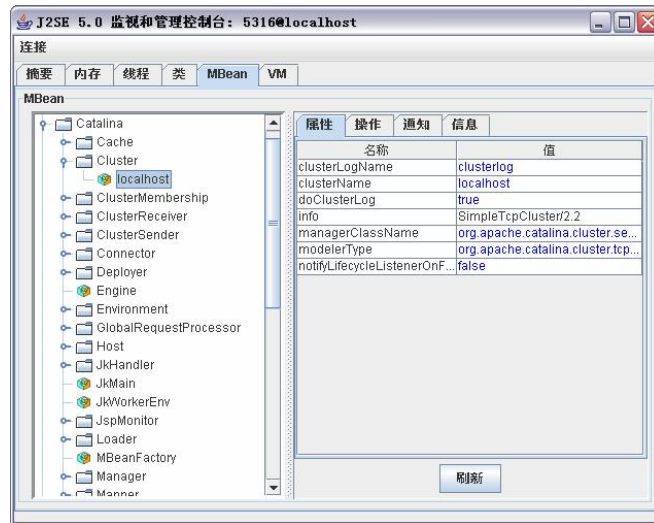 J2SE 5.0 监视和管理控制台: 5316@localhost
连接
摘要 内存 线程 类 MBean VM
MBean
Catalina
Cache
Cluster
localhost
ClusterMembership
ClusterReceiver
ClusterSender
Connector
Deployer
Engine
Environment
GlobalRequestProcessor
Host
JkHandler
JkMain
JkWorkerEnv
JspMonitor
Loader
MBeanFactory
Manager
属性 操作 通知 信息
名称 值
clusterLogName clusterlog
clusterName localhost
doClusterLog true
info SimpleTcpCluster/2.2
managerClassName org.apache.catalina.cluster.se...
modelerType org.apache.catalina.cluster.tcp...
notifyLifecycleListenerOnF... false
刷新